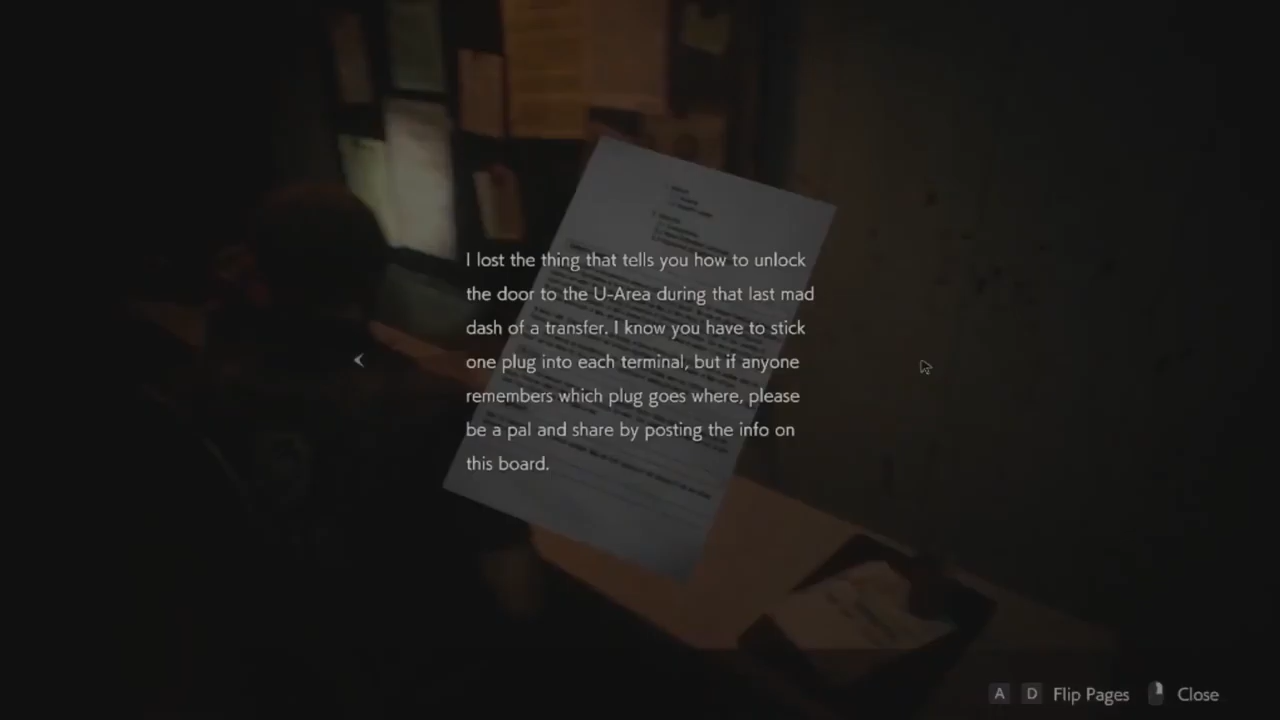 I lost the thing that tells you how to unlock
the door to the U-Area during that last mad
dash of a transfer. I know you have to stick
one plug into each terminal, but if anyone
remembers which plug goes where, please
be a pal and share by posting the info on
this board.
A D Flip Pages Close